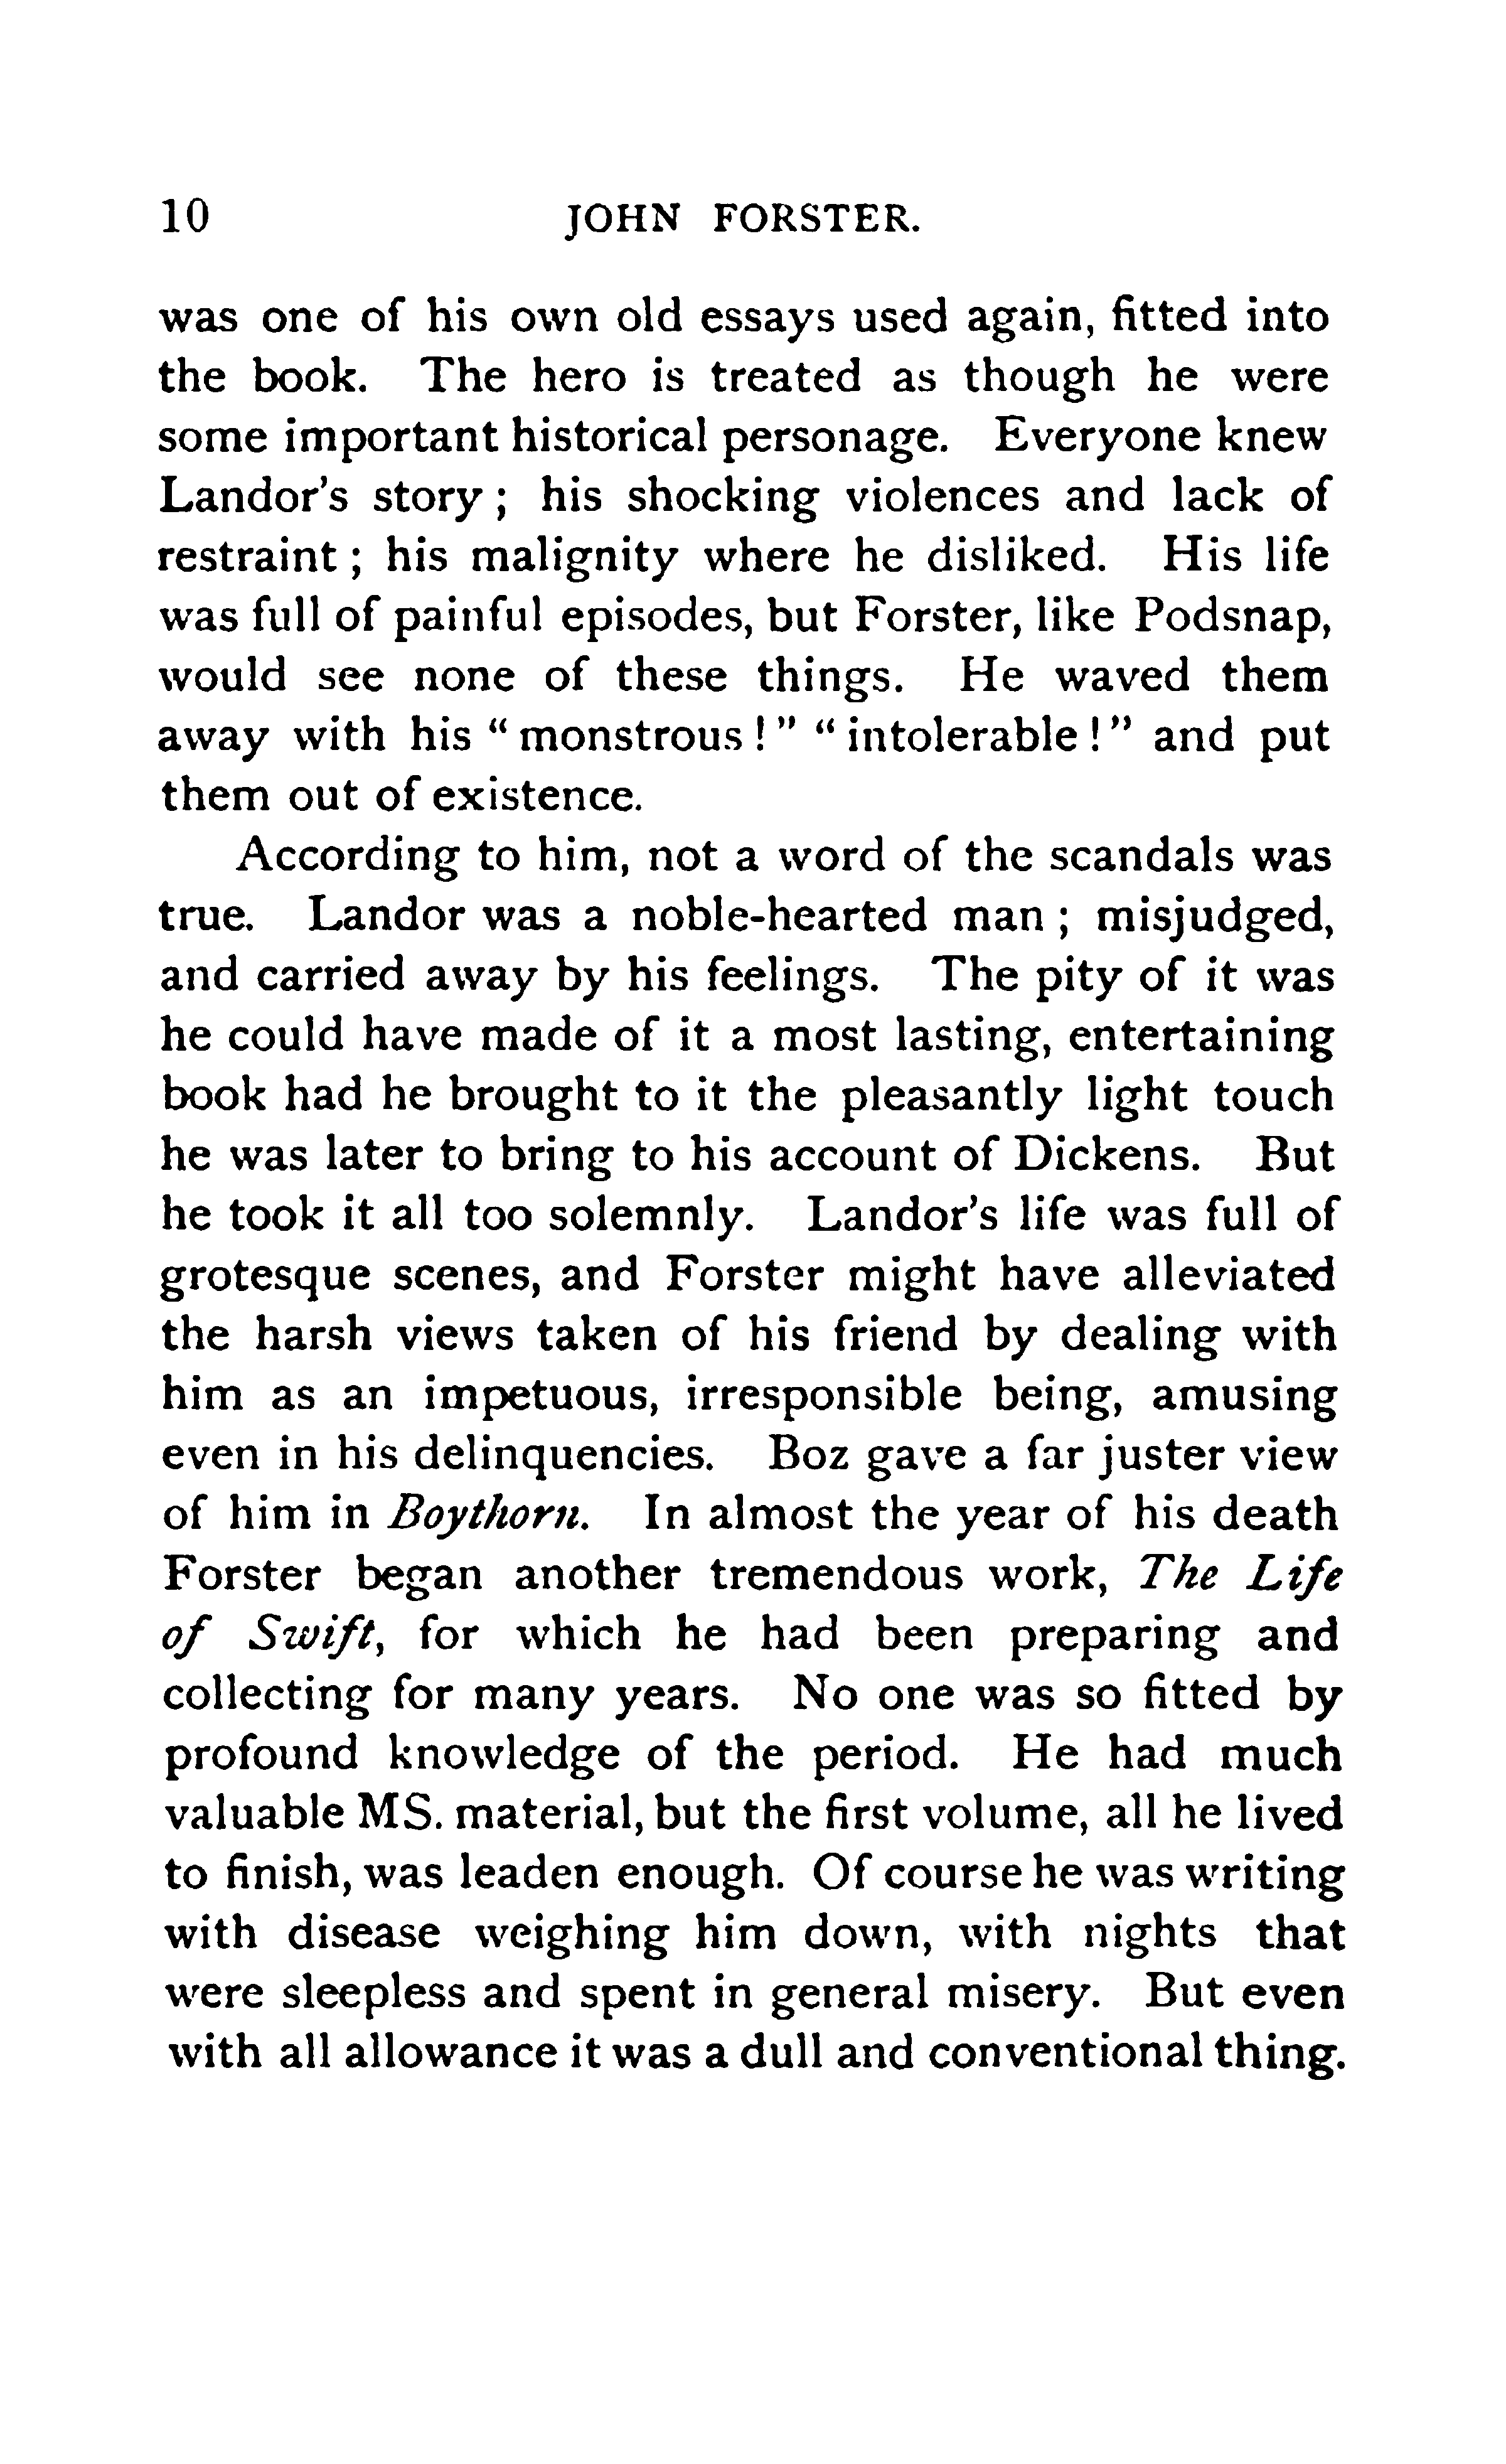 10 JOHN FORSTER.
was one of his own old essays used again, fitted into
the book. The hero is treated as though he were
some important historical personage. Everyone knew
Landor's story ; his shocking violences and lack of
restraint ; his malignity where he disliked. His life
was full of painful episodes, but Forster, like Podsnap,
would see none of these things. He waved them
away with his “ monstrous ! ” “ intolerable ! ” and put
them out of existence.
According to him, not a word of the scandals was
true. Landor was a noble-hearted man ; misjudged,
and carried away by his feelings. The pity of it was
he could have made of it a most lasting, entertaining
book had he brought to it the pleasantly light touch
he was later to bring to his account of Dickens. But
he took it all too solemnly. Landor's life was full of
grotesque scenes, and Forster might have alleviated
the harsh views taken of his friend by dealing with
him as an impetuous, irresponsible being, amusing
even in his delinquencies. Boz gave a far juster view
of him in Boythorn. In almost the year of his death
Forster began another tremendous work, The Life
of Swift, for which he had been preparing and
collecting for many years. No one was so fitted by
profound knowledge of the period. He had much
valuable MS. material, but the first volume, all he lived
to finish, was leaden enough. Of course he was writing
with disease weighing him down, with nights that
were sleepless and spent in general misery. But even
with all allowance it was a dull and conventional thing.